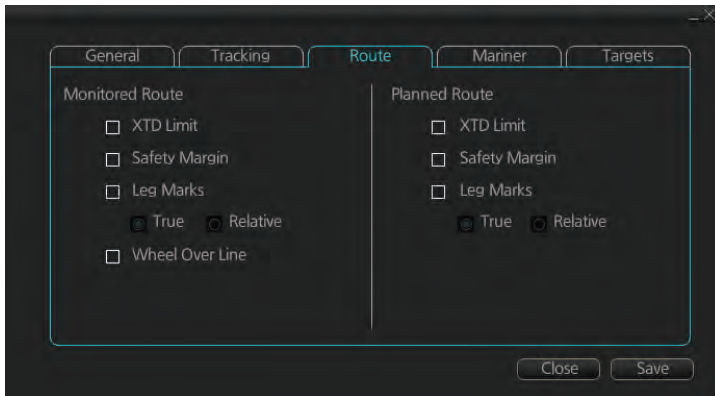 General
Tracking
Route
Mariner
Targets
Monitored Route
XTD Limit
Safety Margin
Leg Marks
True
Relative
Wheel Over Line
Planned Route
XTD Limit
Safety Margin
Leg Marks
True
Relative
Close
Save